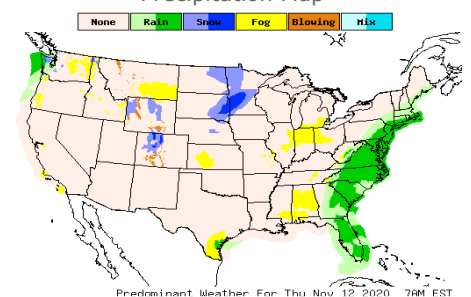 Precipitation Map
None Rain Snow Fog Blowing Mix
Predominant Weather For Thu Nov 12 2020 7AM EST